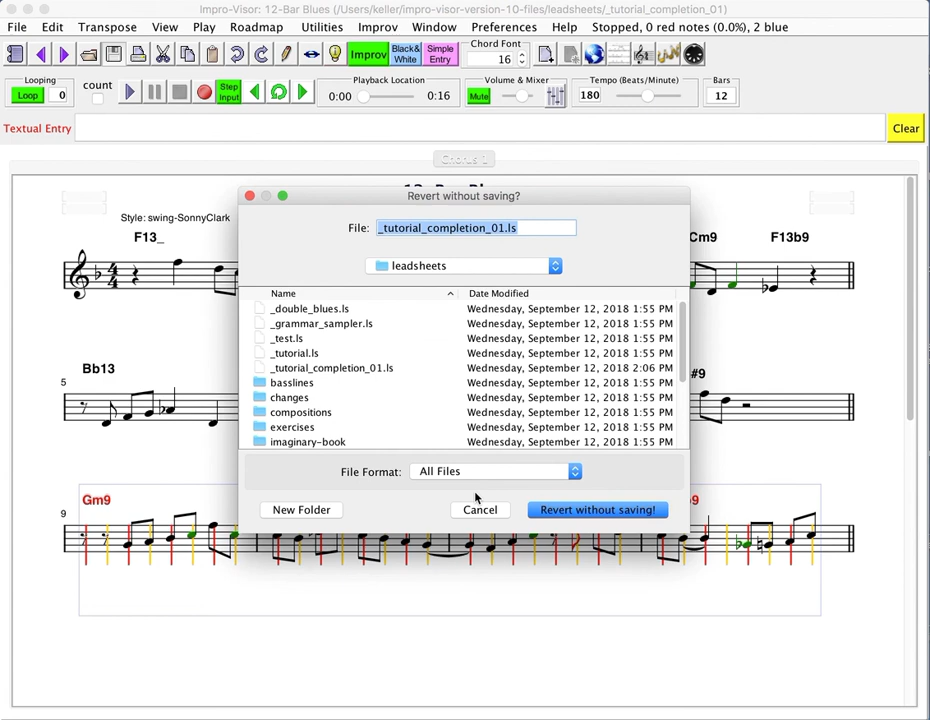 Impro-Visor: 12-Bar Blues (/Users/keller/impro-visor-version-10-files/leadsheets/_tutorial_completion_01)
File Edit Transpose View Play Roadmap Utilities Improv Window Preferences Help Stopped, 0 red notes (0.0%), 2 blue
Improv Black& White Simple Entry Chord Font 16
Looping Loop 0 count Step Input Playback Location 0:00 0:16 Volume & Mixer Mute Tempo (Beats/Minute) 180 Bars 12
Textual Entry Clear
Chorus 1
Revert without saving?
Style: swing-SonnyClark
File: _tutorial_completion_01.ls
F13_ Cm9 F13b9
4
4
leadsheets
Name Date Modified
_double_blues.ls Wednesday, September 12, 2018 1:55 PM
_grammar_sampler.ls Wednesday, September 12, 2018 1:55 PM
_test.ls Wednesday, September 12, 2018 1:55 PM
_tutorial.ls Wednesday, September 12, 2018 1:55 PM
_tutorial_completion_01.ls Wednesday, September 12, 2018 2:06 PM
Bb13 #9
5
basslines Wednesday, September 12, 2018 1:55 PM
changes Wednesday, September 12, 2018 1:55 PM
compositions Wednesday, September 12, 2018 1:55 PM
exercises Wednesday, September 12, 2018 1:55 PM
imaginary-book Wednesday, September 12, 2018 1:55 PM
File Format: All Files
Gm9 b9
9
New Folder Cancel Revert without saving!